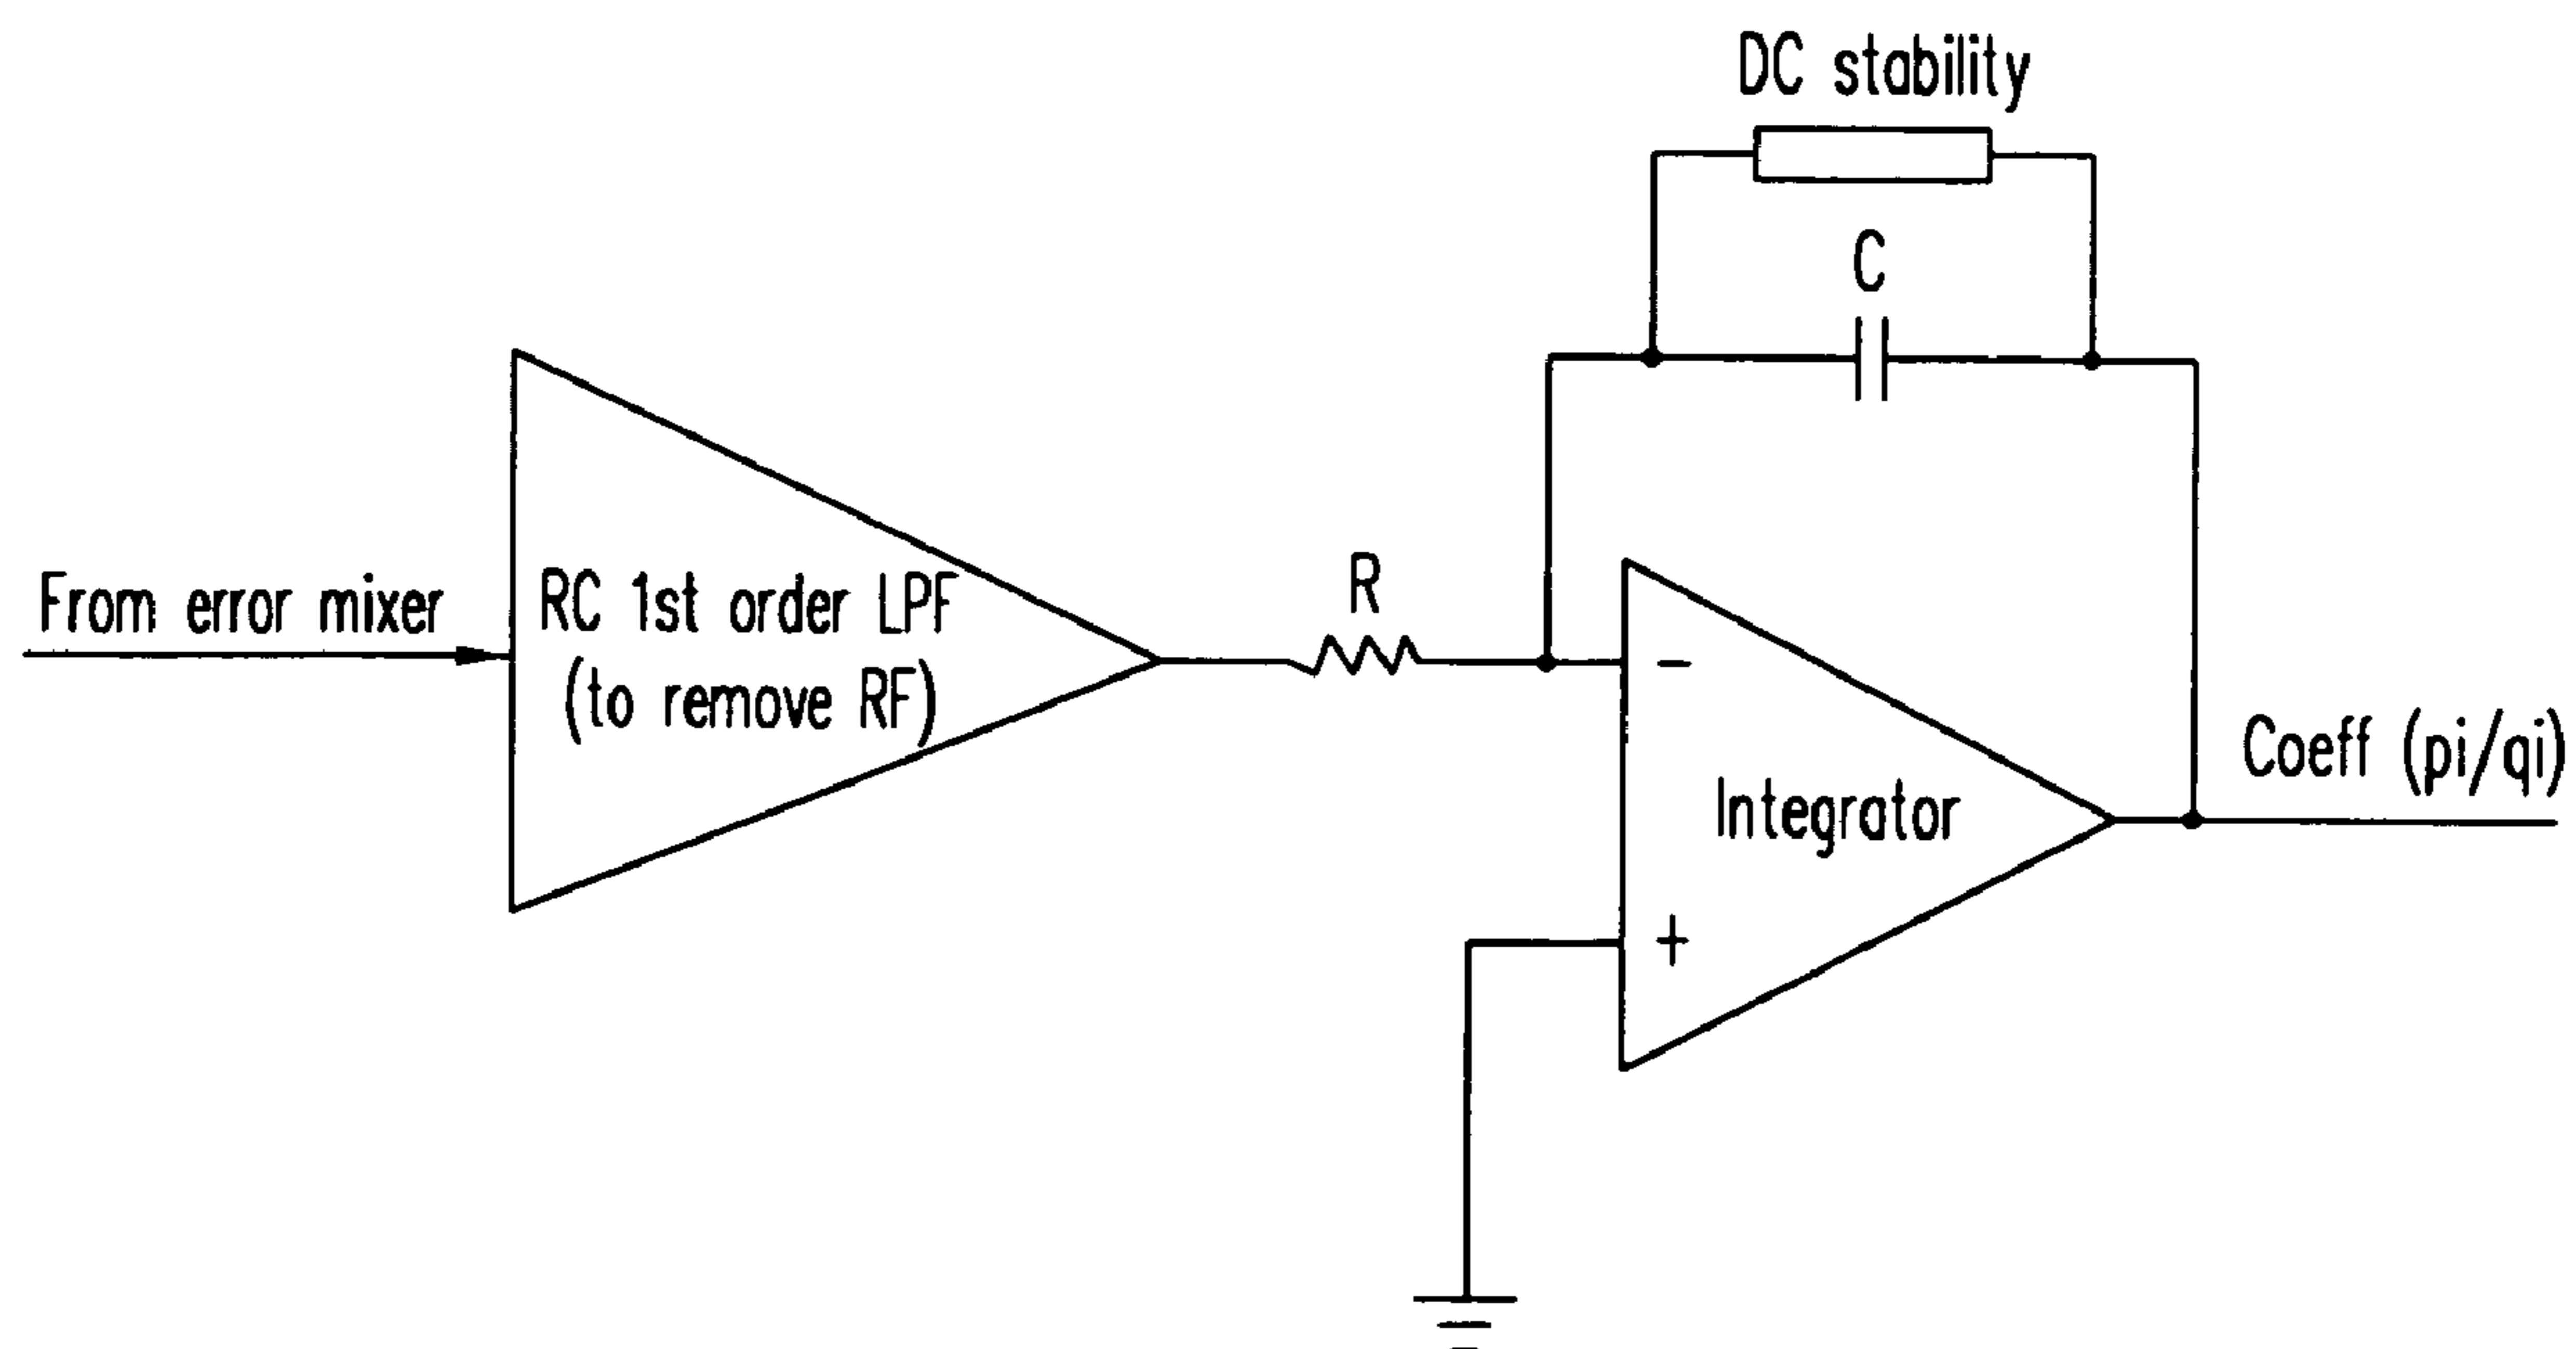 DC stability
C
From error mixer
RC 1st order LPF
(to remove RF)
R
−
+
Integrator
Coeff (pi/qi)